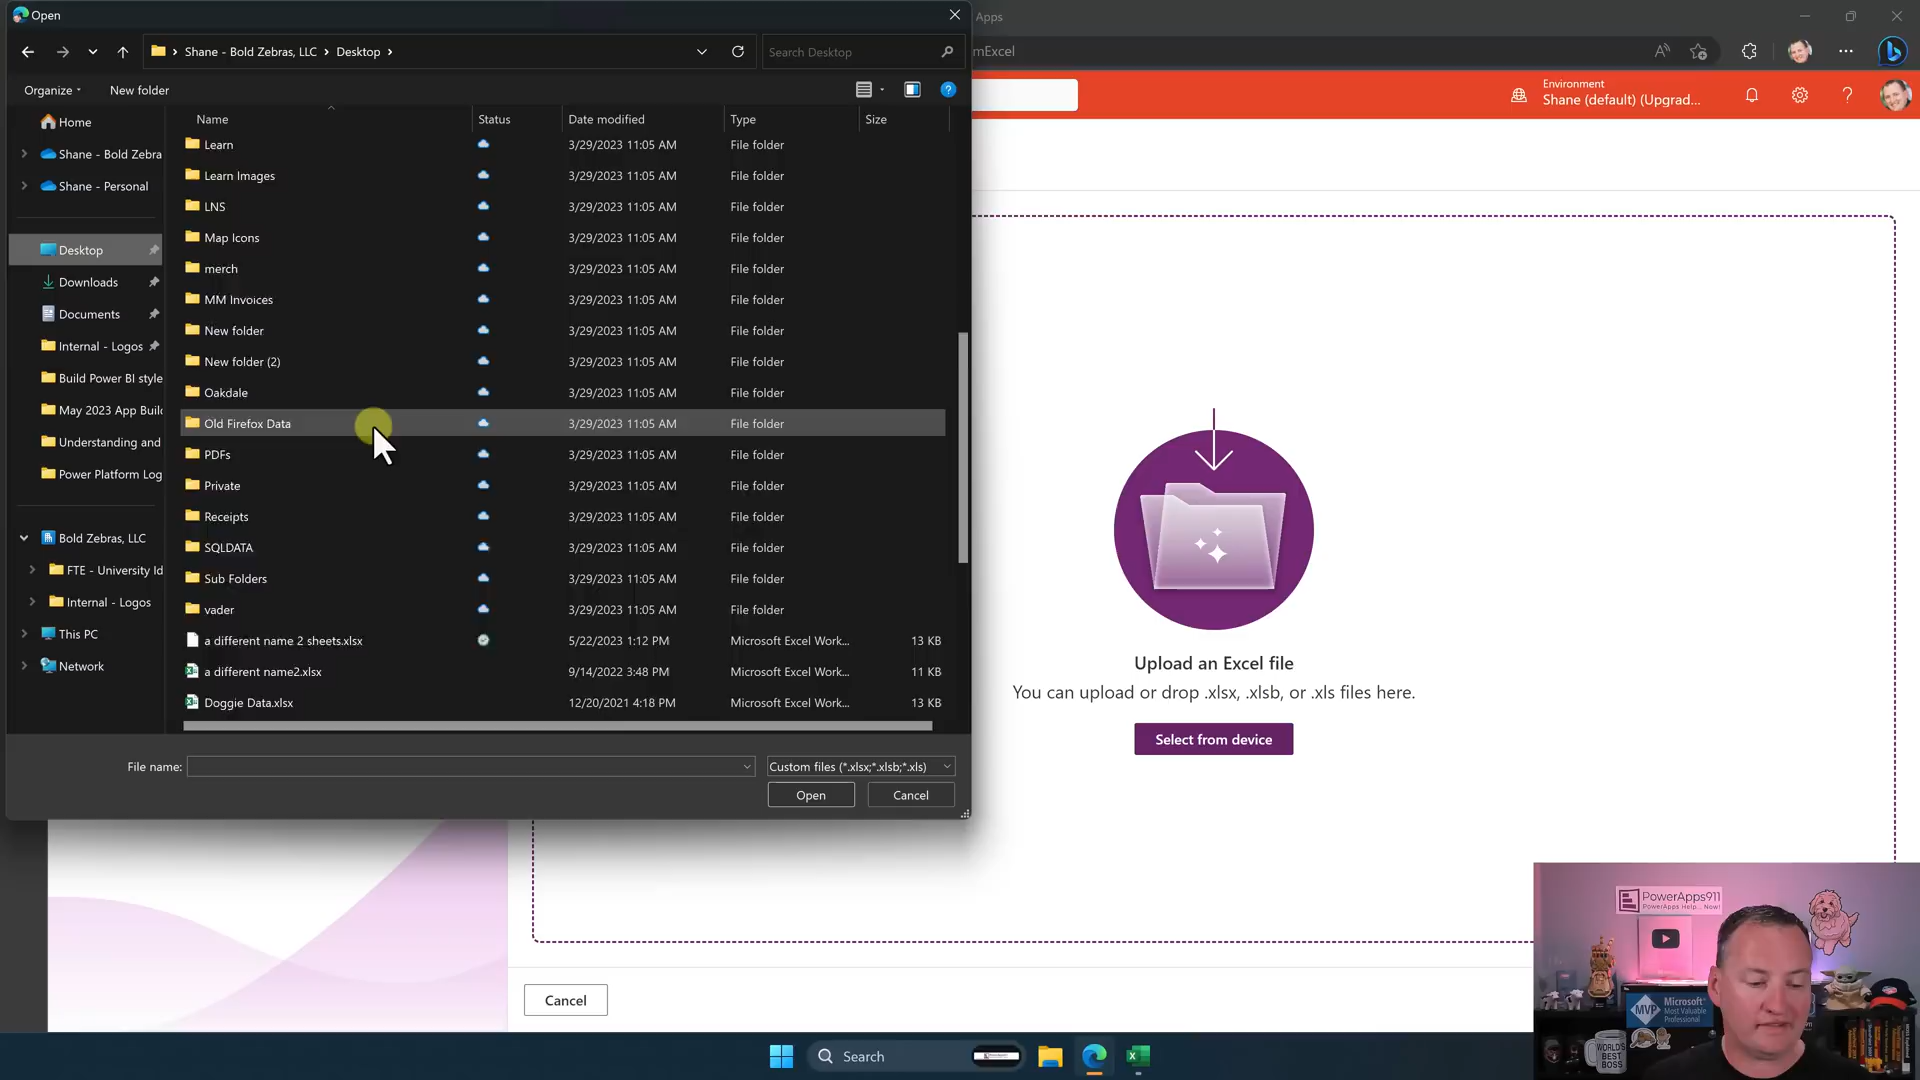 Open
Apps
Shane - Bold Zebras, LLC
Desktop
Search Desktop
mExcel
Organize
New folder
Environment
Shane (default) (Upgrad...
Name
Status
Date modified
Type
Size
Home
Shane - Bold Zebra
Shane - Personal
Desktop
Downloads
Documents
Internal - Logos
Build Power BI style
May 2023 App Buil
Understanding and
Power Platform Log
Bold Zebras, LLC
FTE - University Id
Internal - Logos
This PC
Network
Learn 3/29/2023 11:05 AM File folder
Learn Images 3/29/2023 11:05 AM File folder
LNS 3/29/2023 11:05 AM File folder
Map Icons 3/29/2023 11:05 AM File folder
merch 3/29/2023 11:05 AM File folder
MM Invoices 3/29/2023 11:05 AM File folder
New folder 3/29/2023 11:05 AM File folder
New folder (2) 3/29/2023 11:05 AM File folder
Oakdale 3/29/2023 11:05 AM File folder
Old Firefox Data 3/29/2023 11:05 AM File folder
PDFs 3/29/2023 11:05 AM File folder
Private 3/29/2023 11:05 AM File folder
Receipts 3/29/2023 11:05 AM File folder
SQLDATA 3/29/2023 11:05 AM File folder
Sub Folders 3/29/2023 11:05 AM File folder
vader 3/29/2023 11:05 AM File folder
a different name 2 sheets.xlsx 5/22/2023 1:12 PM Microsoft Excel Work... 13 KB
a different name2.xlsx 9/14/2022 3:48 PM Microsoft Excel Work... 11 KB
Doggie Data.xlsx 12/20/2021 4:18 PM Microsoft Excel Work... 13 KB
File name:
Custom files (*.xlsx;*.xlsb;*.xls)
Open
Cancel
Upload an Excel file
You can upload or drop .xlsx, .xlsb, or .xls files here.
Select from device
Cancel
Search
PowerApps911
PowerApps Help... Now!
Microsoft
MVP
Most Valuable
Professional
WORLD'S
BEST
BOSS